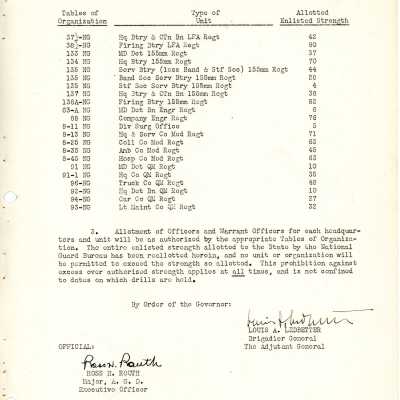 Tables of Type of Allotted
Organization Unit Enlisted Strength
37½-NG Hq Btry & CTn Bn LFA Regt 42
38½-NG Firing Btry LFA Regt 90
133 NG MD Det 155mm Regt 37
134 NG Hq Btry 155mm Regt 70
135 NG Serv Btry (less Band & Stf Sec) 155mm Regt 44
135 NG Band Sec Serv Btry 155mm Regt 28
135 NG Stf Sec Serv Btry 155mm Regt 4
137 NG Hq Btry & CTn Bn 155mm Regt 38
138A-NG Firing Btry 155mm Regt 82
83-A NG MD Det Bn Engr Regt 6
88 NG Company Engr Regt 76
8-11 NG Div Surg Office 5
8-13 NG Hq & Serv Co Med Regt 71
8-25 NG Coll Co Med Regt 63
8-35 NG Amb Co Med Regt 45
8-45 NG Hosp Co Med Regt 63
91 NG MD Det QM Regt 10
91-1 NG Hq Co QM Regt 35
96-NG Truck Co QM Regt 48
92-NG Hq Det Bn QM Regt 10
94-NG Car Co QM Regt 27
93-NG Lt Maint Co QM Regt 32
3. Allotment of Officers and Warrant Officers for each headquar-
ters and unit will be as authorized by the appropriate Tables of Organiza-
tion. The entire enlisted strength allotted to the State by the National
Guard Bureau has been reallotted herein, and no unit or organization will
be permitted to exceed the strength so allotted. This prohibition against
excess over authorized strength applies at all times, and is not confined
to dates on which drills are held.
By Order of the Governor:
LOUIS A. LEDBETTER
Brigadier General
The Adjutant General
OFFICIAL:
Ross H. Routh
ROSS H. ROUTH
Major, A. G. D.
Executive Officer